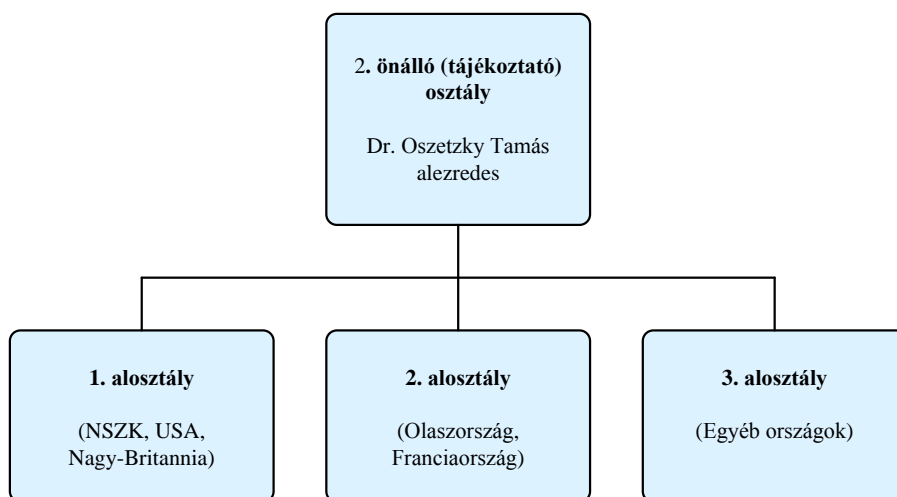 2. önálló (tájékoztató)
osztály
Dr. Oszetzky Tamás
alezredes
1. alosztály
(NSZK, USA,
Nagy-Britannia)
2. alosztály
(Olaszország,
Franciaország)
3. alosztály
(Egyéb országok)